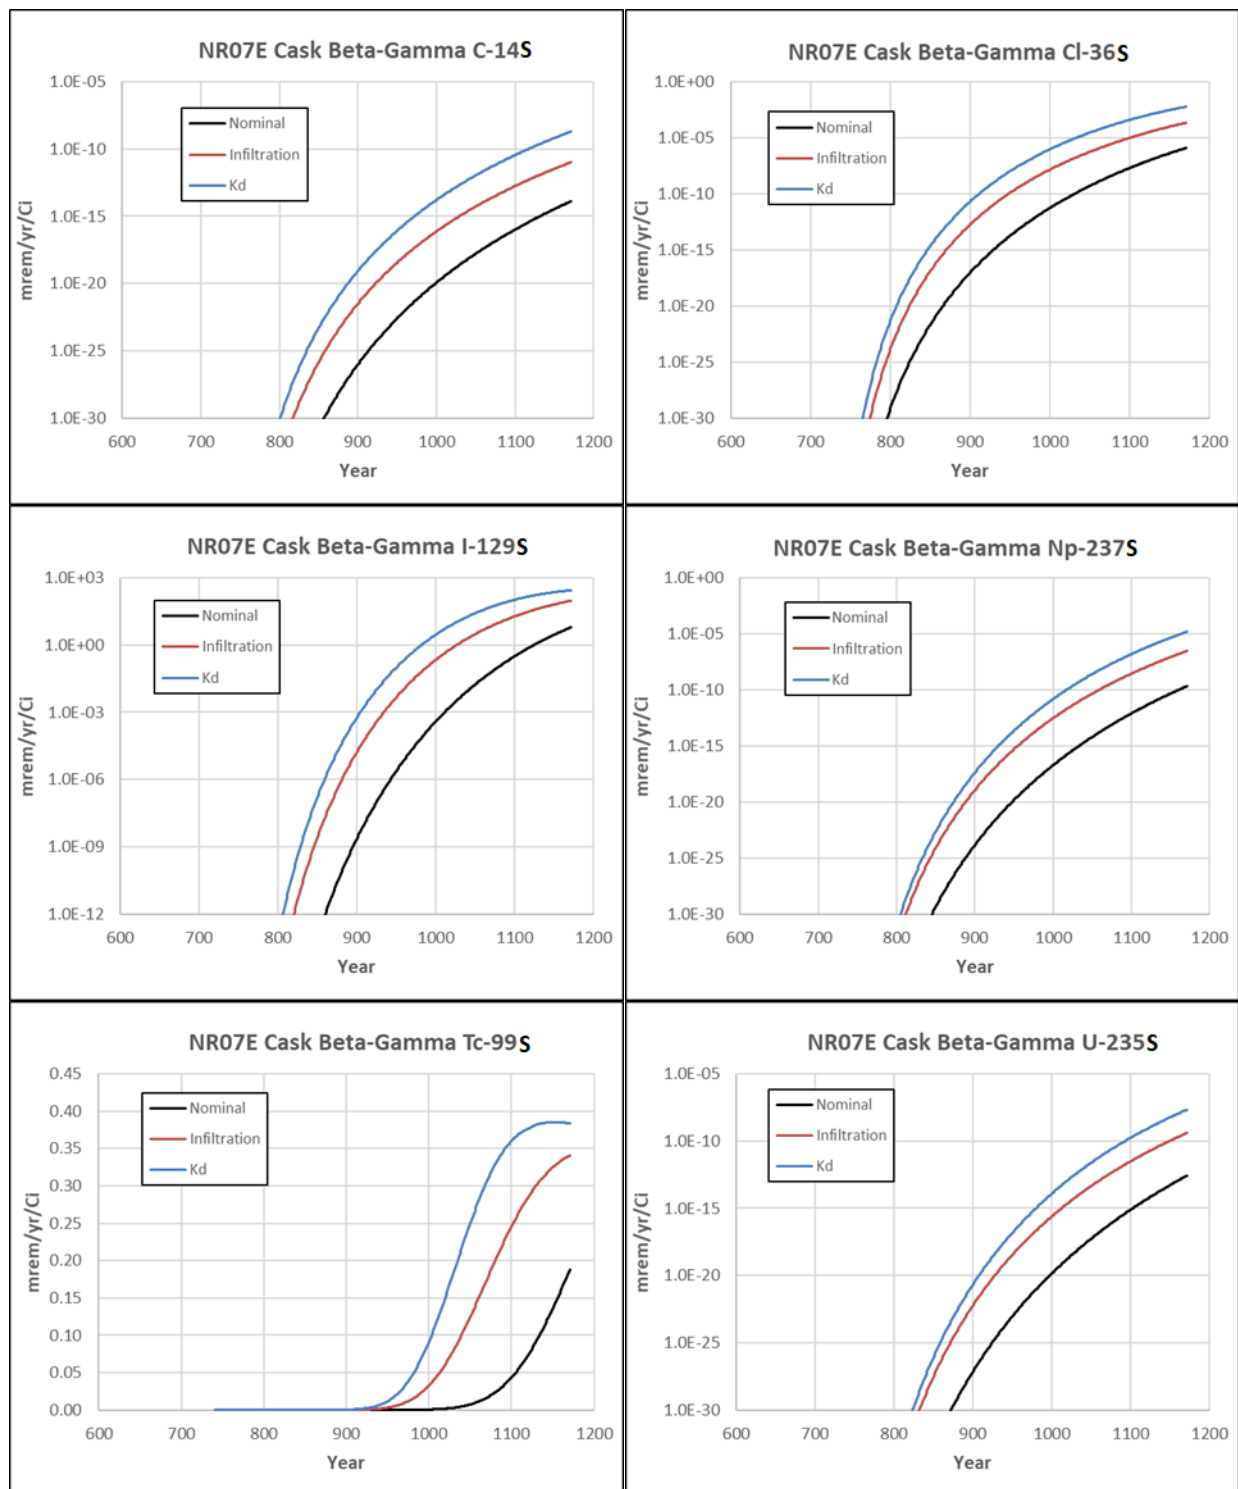 NR07E Cask Beta-Gamma C-14S
1.0E-05
1.0E-10
1.0E-15
1.0E-20
1.0E-25
1.0E-30
mrem/yr/Ci
Nominal
Infiltration
Kd
600 700 800 900 1000 1100 1200
Year
NR07E Cask Beta-Gamma Cl-36S
1.0E+00
1.0E-05
1.0E-10
1.0E-15
1.0E-20
1.0E-25
1.0E-30
mrem/yr/Ci
Nominal
Infiltration
Kd
600 700 800 900 1000 1100 1200
Year
NR07E Cask Beta-Gamma I-129S
1.0E+03
1.0E+00
1.0E-03
1.0E-06
1.0E-09
1.0E-12
mrem/yr/Ci
Nominal
Infiltration
Kd
600 700 800 900 1000 1100 1200
Year
NR07E Cask Beta-Gamma Np-237S
1.0E+00
1.0E-05
1.0E-10
1.0E-15
1.0E-20
1.0E-25
1.0E-30
mrem/yr/Ci
Nominal
Infiltration
Kd
600 700 800 900 1000 1100 1200
Year
NR07E Cask Beta-Gamma Tc-99S
0.45
0.40
0.35
0.30
0.25
0.20
0.15
0.10
0.05
0.00
mrem/yr/Ci
Nominal
Infiltration
Kd
600 700 800 900 1000 1100 1200
Year
NR07E Cask Beta-Gamma U-235S
1.0E-05
1.0E-10
1.0E-15
1.0E-20
1.0E-25
1.0E-30
mrem/yr/Ci
Nominal
Infiltration
Kd
600 700 800 900 1000 1100 1200
Year